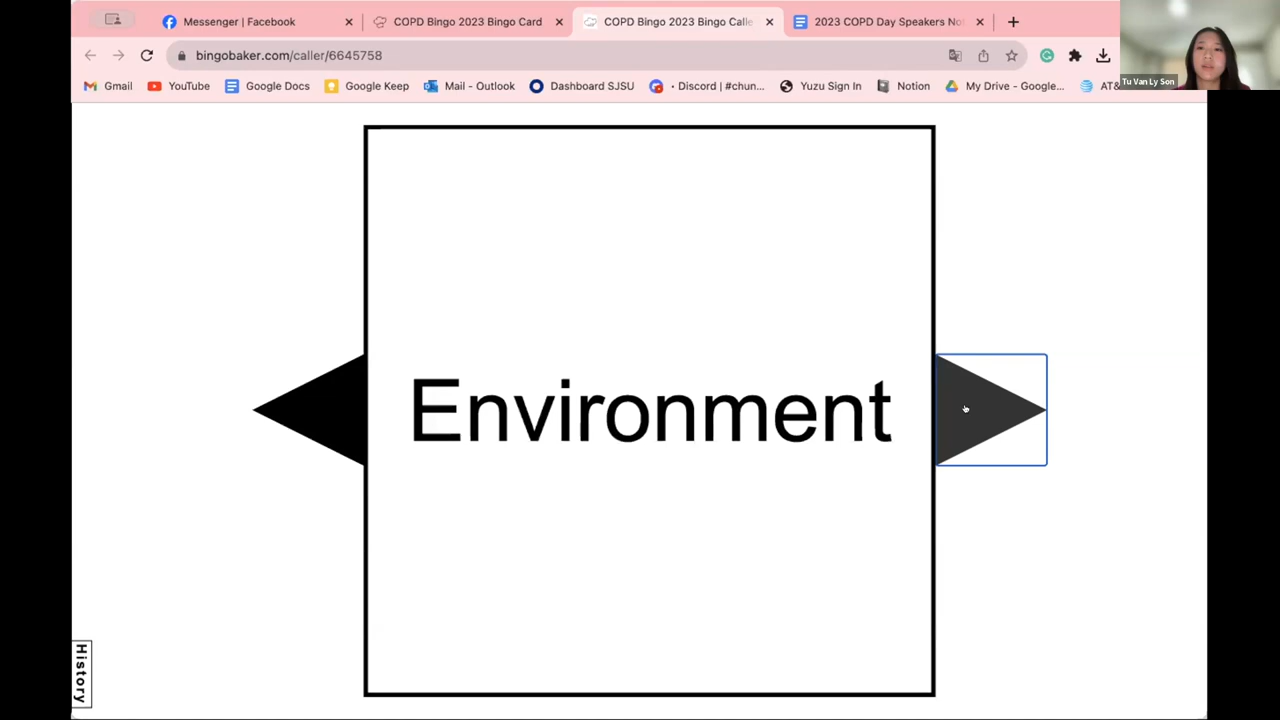 Messenger | Facebook
COPD Bingo 2023 Bingo Card
COPD Bingo 2023 Bingo Calle
2023 COPD Day Speakers No
bingobaker.com/caller/6645758
Tu Van Ly Son
Gmail
YouTube
Google Docs
Google Keep
Mail - Outlook
Dashboard SJSU
• Discord | #chun...
Yuzu Sign In
Notion
My Drive - Google...
AT&
Environment
History